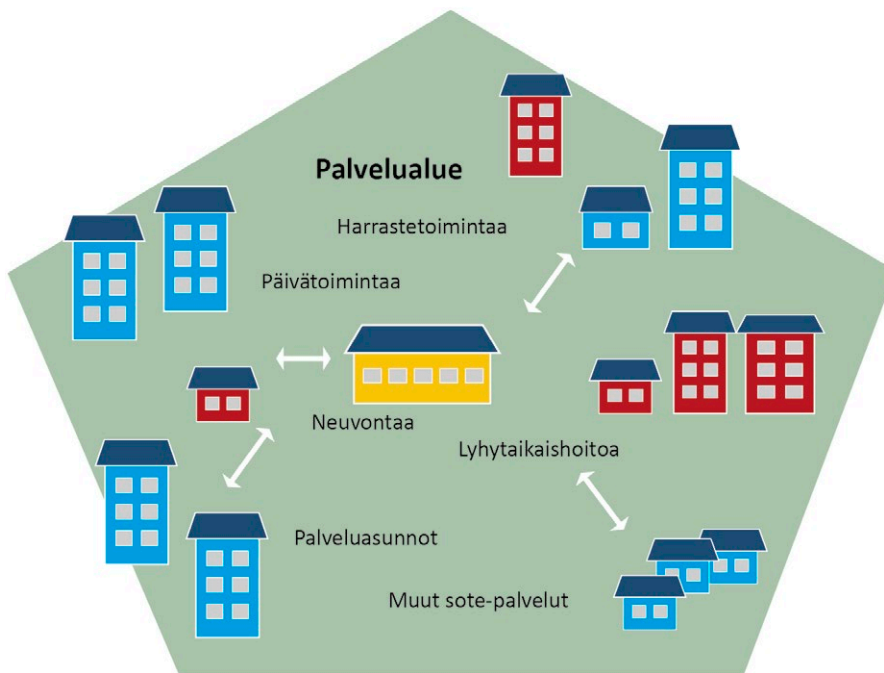 Palvelualue
Harrastetoimintaa
Päivätoimintaa
Neuvontaa
Lyhytaikaishoitoa
Palveluasunnot
Muut sote-palvelut